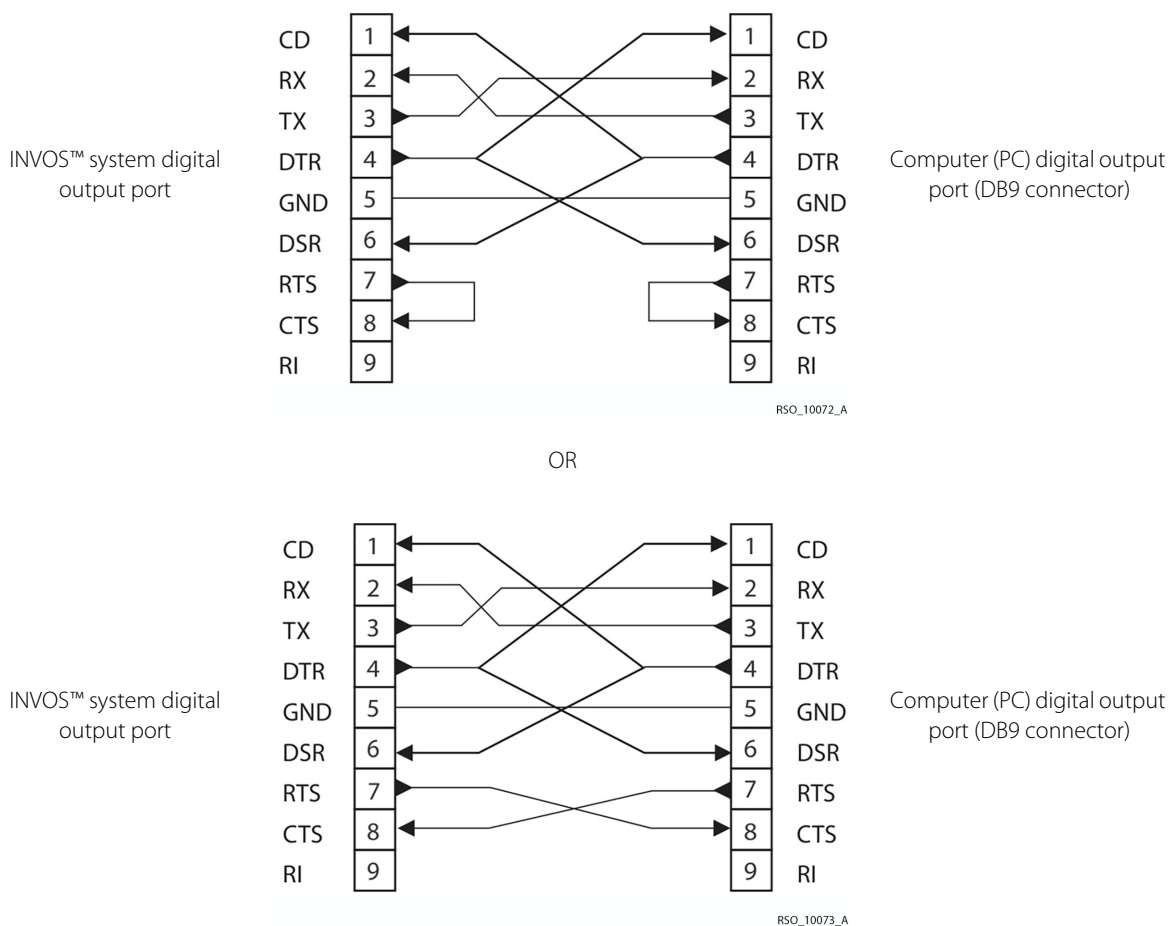 CD 1 1 CD
RX 2 2 RX
TX 3 3 TX
INVOS™ system digital
output port
DTR 4 4 DTR
Computer (PC) digital output
port (DB9 connector)
GND 5 5 GND
DSR 6 6 DSR
RTS 7 7 RTS
CTS 8 8 CTS
RI 9 9 RI
RSO_10072_A
OR
CD 1 1 CD
RX 2 2 RX
TX 3 3 TX
DTR 4 4 DTR
INVOS™ system digital
output port
Computer (PC) digital output
port (DB9 connector)
GND 5 5 GND
DSR 6 6 DSR
RTS 7 7 RTS
CTS 8 8 CTS
RI 9 9 RI
RSO_10073_A